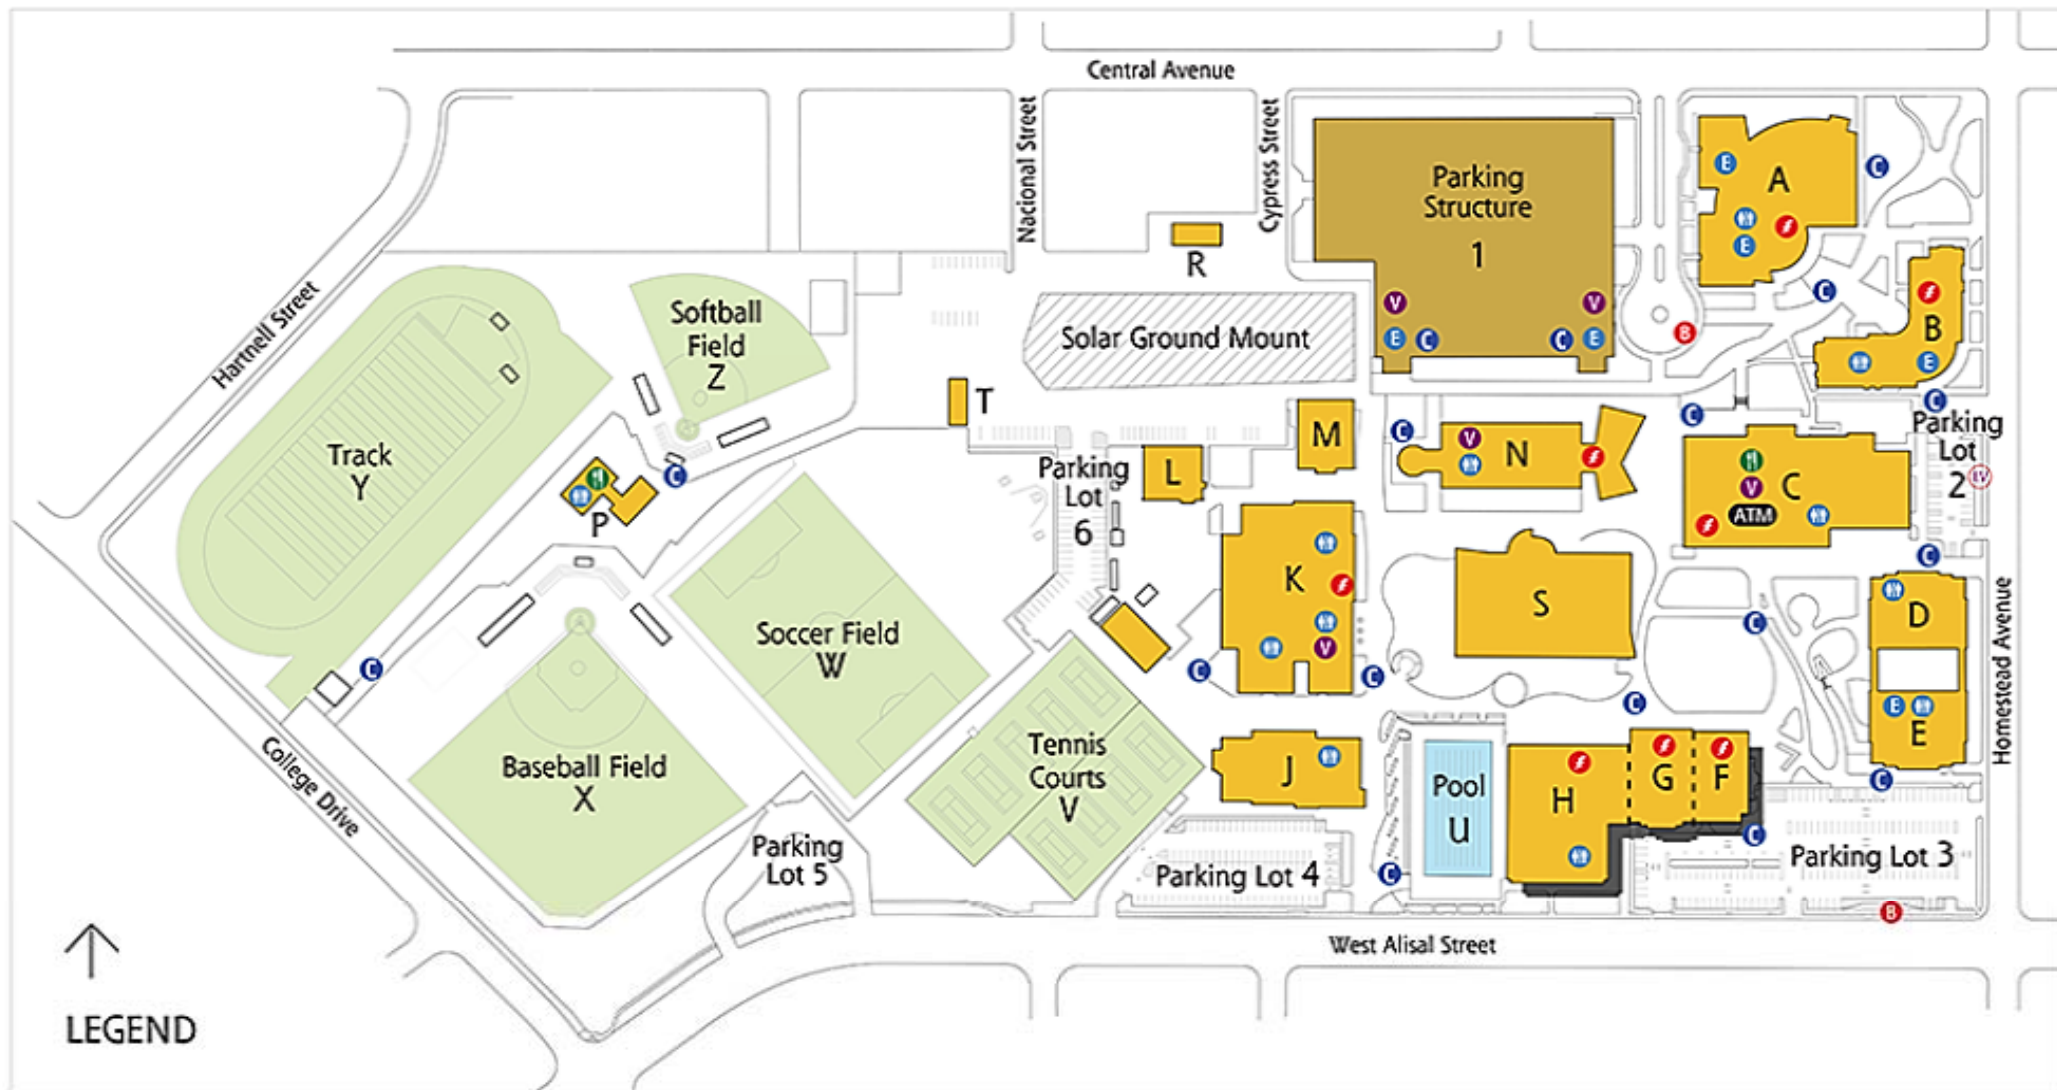 Central Avenue
Nacional Street
Cypress Street
Hartnell Street
College Drive
West Alisal Street
Homestead Avenue
Parking
Structure
1
V
E
C
C
V
E
B
E
A
E
C
C
B
E
C
R
Solar Ground Mount
Softball
Field
Z
T
Track
Y
P
C
C
Parking
Lot
6
L
M
C
V
N
C
V
C
ATM
Parking
Lot
2
EV
C
Soccer Field
W
K
V
C
C
S
C
C
D
E
E
C
Baseball Field
X
Tennis
Courts
V
J
Pool
U
H
G
F
C
C
Parking
Lot 5
Parking Lot 4
Parking Lot 3
B
LEGEND